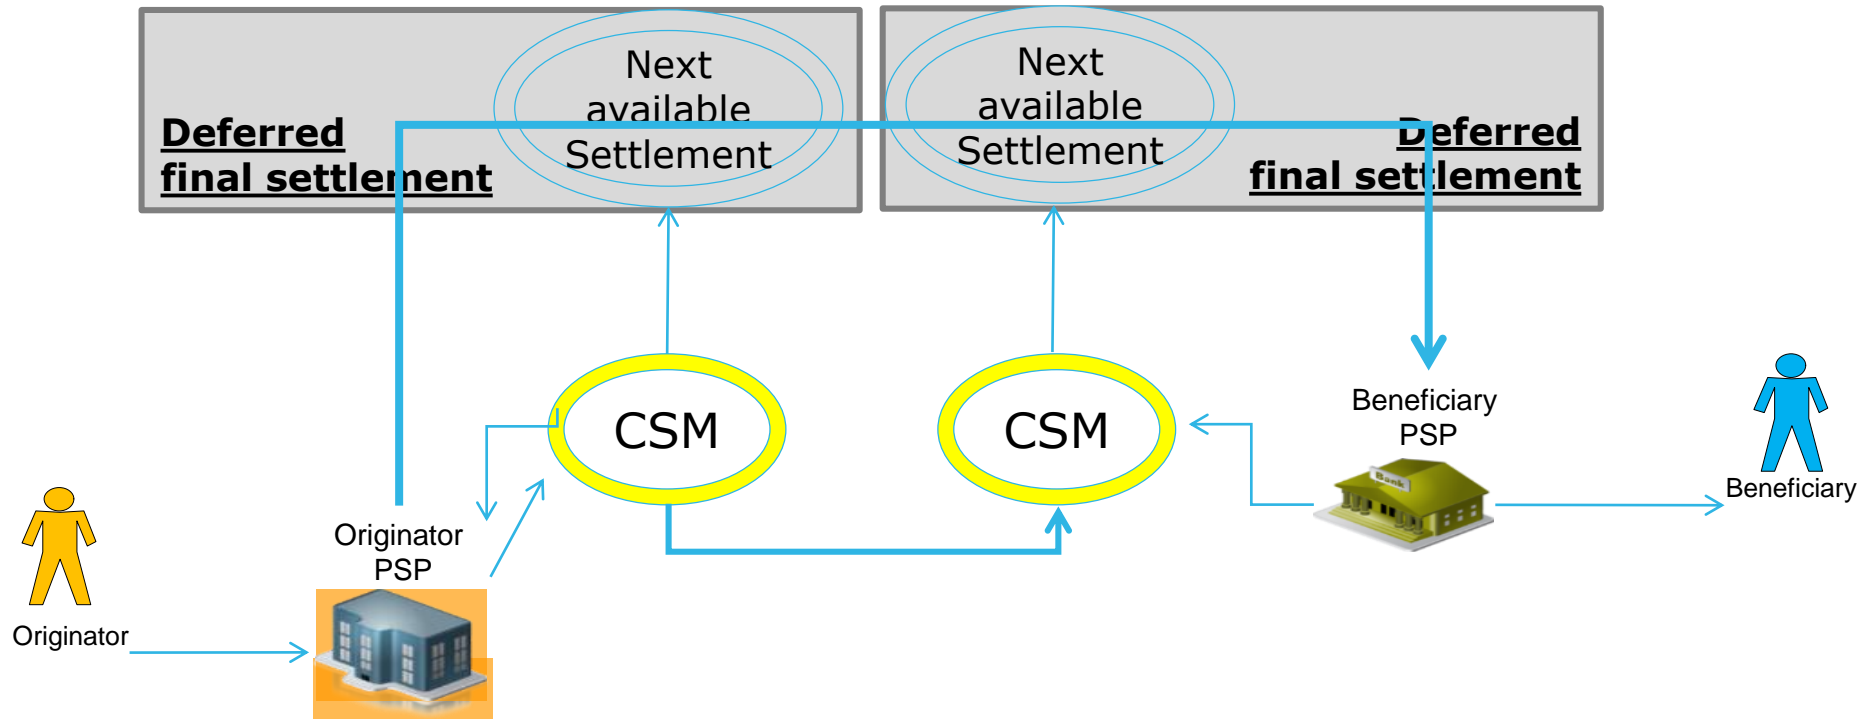 Next
available
Settlement
Deferred
final settlement
Next
available
Settlement
Deferred
final settlement
CSM
CSM
Beneficiary
PSP
Bank
Beneficiary
Originator
PSP
Originator